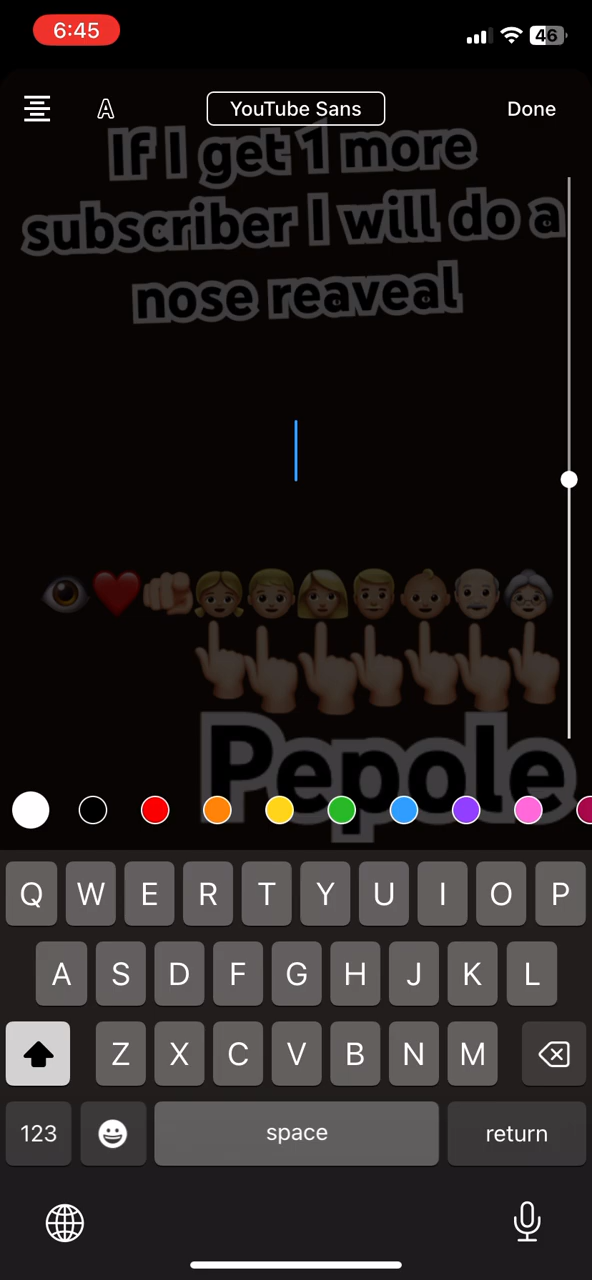 6:45
46
A
YouTube Sans
Done
If I get 1 more
subscriber I will do a
nose reaveal
Pepole
Q W E R T Y U I O P
A S D F G H J K L
Z X C V B N M
123
space
return